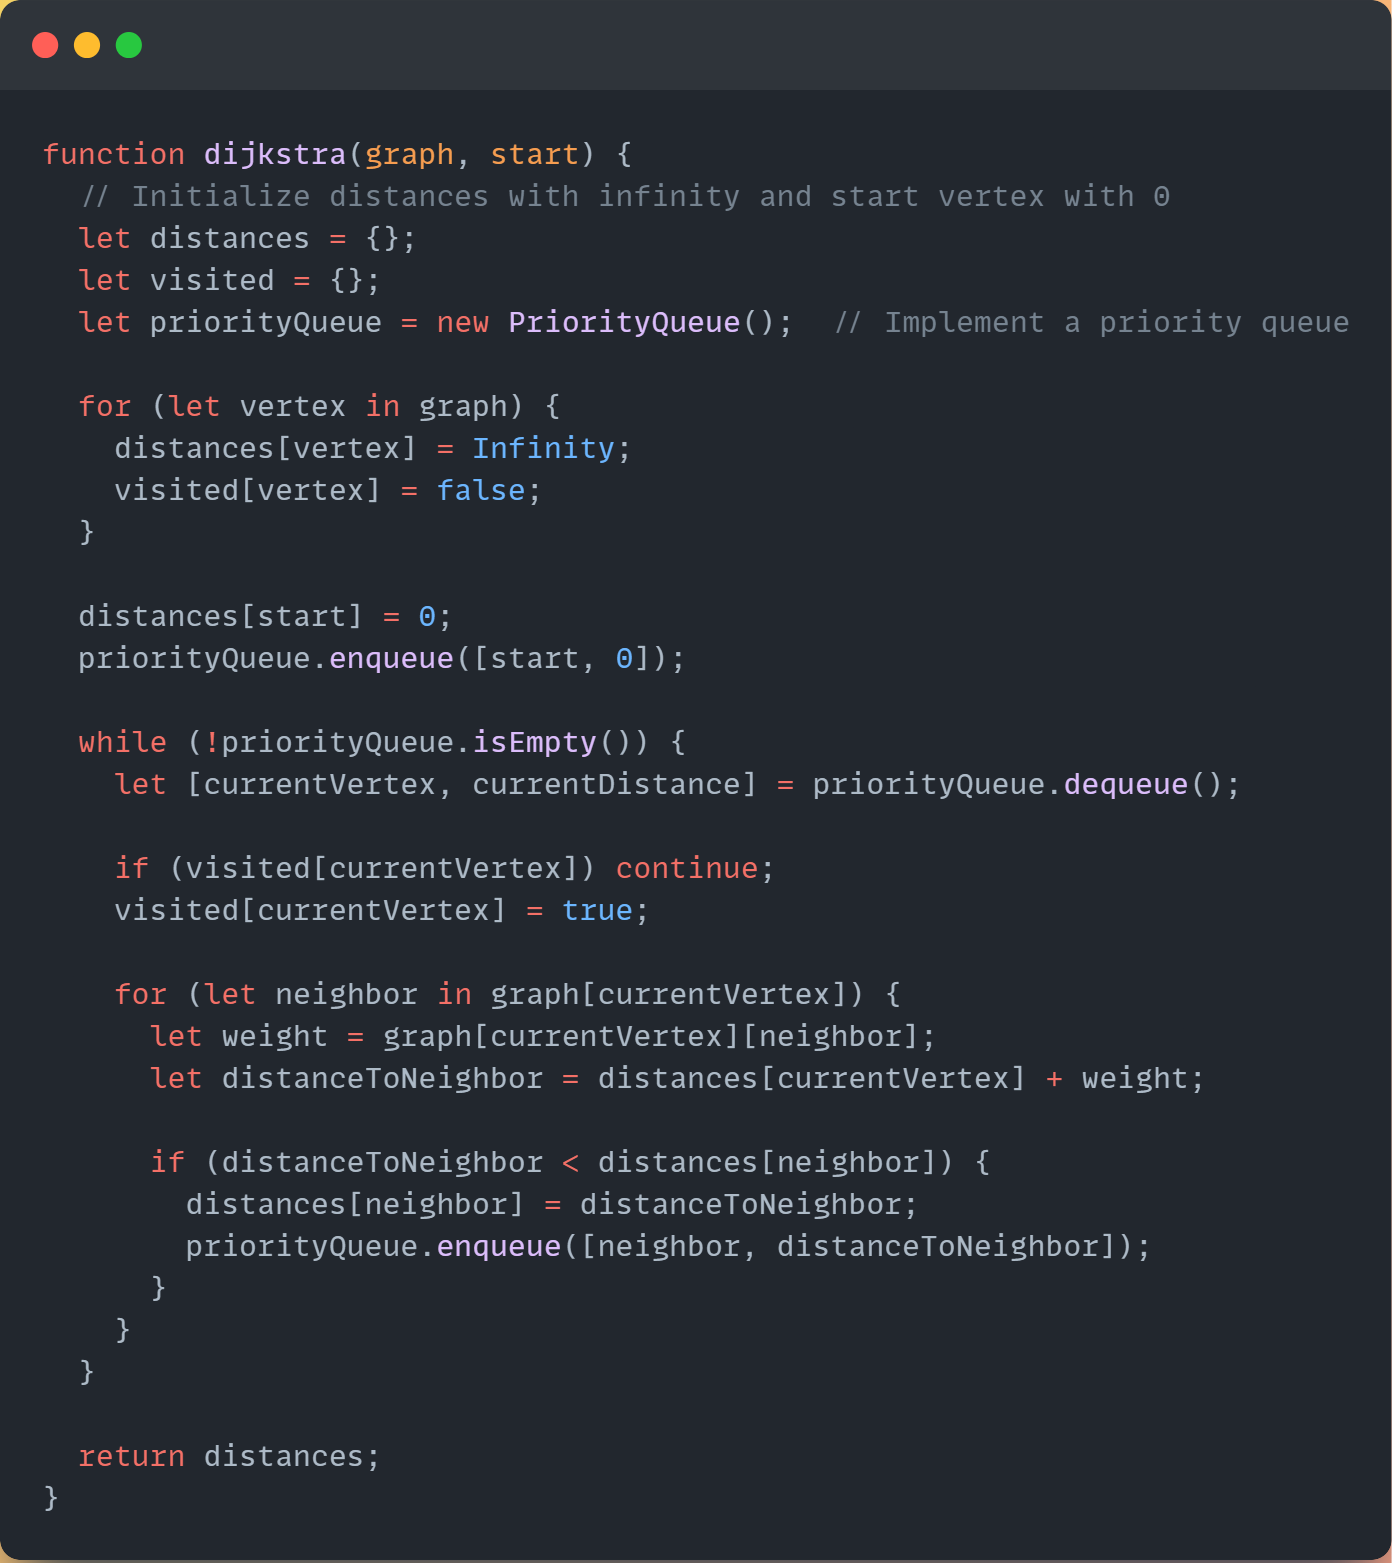 function dijkstra(graph, start) {
  // Initialize distances with infinity and start vertex with 0
  let distances = {};
  let visited = {};
  let priorityQueue = new PriorityQueue();  // Implement a priority queue

  for (let vertex in graph) {
    distances[vertex] = Infinity;
    visited[vertex] = false;
  }

  distances[start] = 0;
  priorityQueue.enqueue([start, 0]);

  while (!priorityQueue.isEmpty()) {
    let [currentVertex, currentDistance] = priorityQueue.dequeue();

    if (visited[currentVertex]) continue;
    visited[currentVertex] = true;

    for (let neighbor in graph[currentVertex]) {
      let weight = graph[currentVertex][neighbor];
      let distanceToNeighbor = distances[currentVertex] + weight;

      if (distanceToNeighbor < distances[neighbor]) {
        distances[neighbor] = distanceToNeighbor;
        priorityQueue.enqueue([neighbor, distanceToNeighbor]);
      }
    }
  }

  return distances;
}